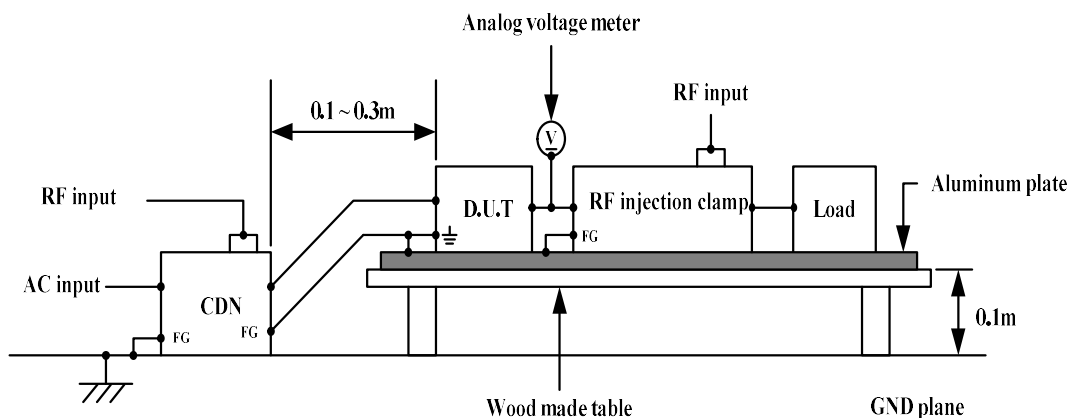 Analog voltage meter
RF input
0.1 ~ 0.3m
V
RF input
D.U.T
RF injection clamp
Load
Aluminum plate
FG
AC input
CDN
FG
FG
0.1m
Wood made table
GND plane